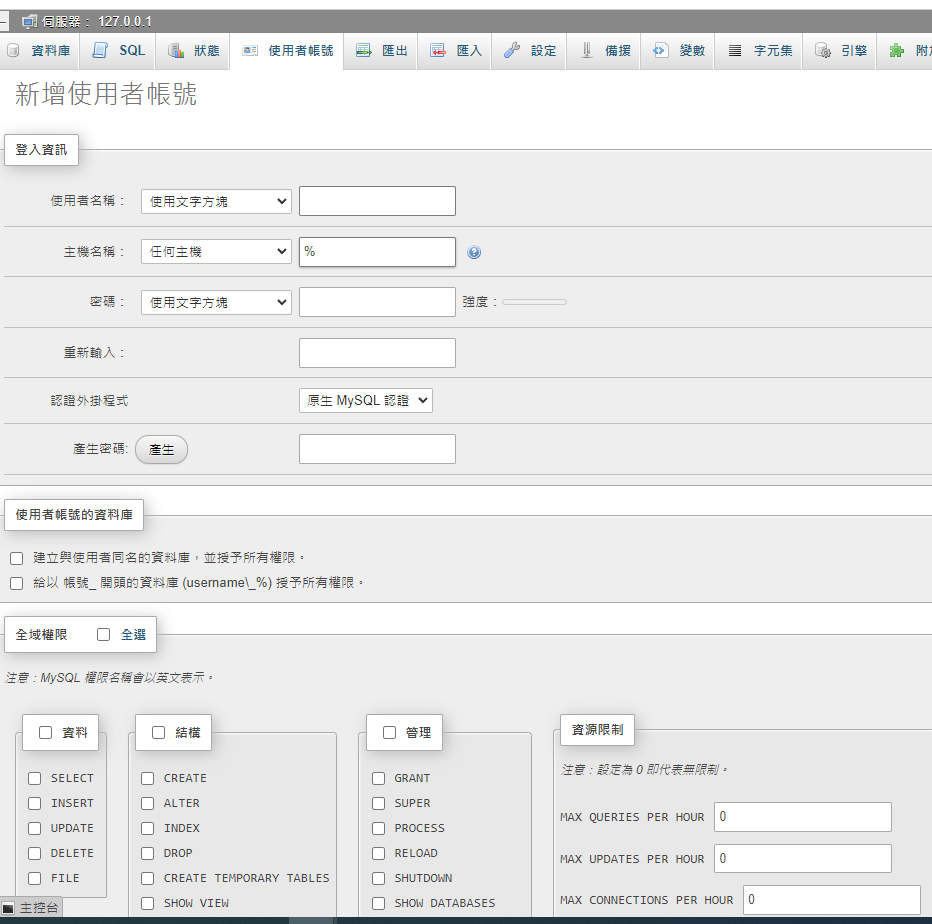 伺服器： 127.0.0.1
資料庫 SQL 狀態 使用者帳號 匯出 匯入 設定 備援 變數 字元集 引擎
新增使用者帳號
登入資訊
使用者名稱： 使用文字方塊
主機名稱： 任何主機 %
密碼： 使用文字方塊 強度：
重新輸入：
認證外掛程式 原生 MySQL 認證
產生密碼: 產生
使用者帳號的資料庫
建立與使用者同名的資料庫，並授予所有權限。
給以 帳號_ 開頭的資料庫 (username\_%) 授予所有權限。
全域權限 全選
注意：MySQL 權限名稱會以英文表示。
資料
SELECT
INSERT
UPDATE
DELETE
FILE
結構
CREATE
ALTER
INDEX
DROP
CREATE TEMPORARY TABLES
SHOW VIEW
管理
GRANT
SUPER
PROCESS
RELOAD
SHUTDOWN
SHOW DATABASES
資源限制
注意：設定為 0 即代表無限制。
MAX QUERIES PER HOUR 0
MAX UPDATES PER HOUR 0
MAX CONNECTIONS PER HOUR 0
主控台